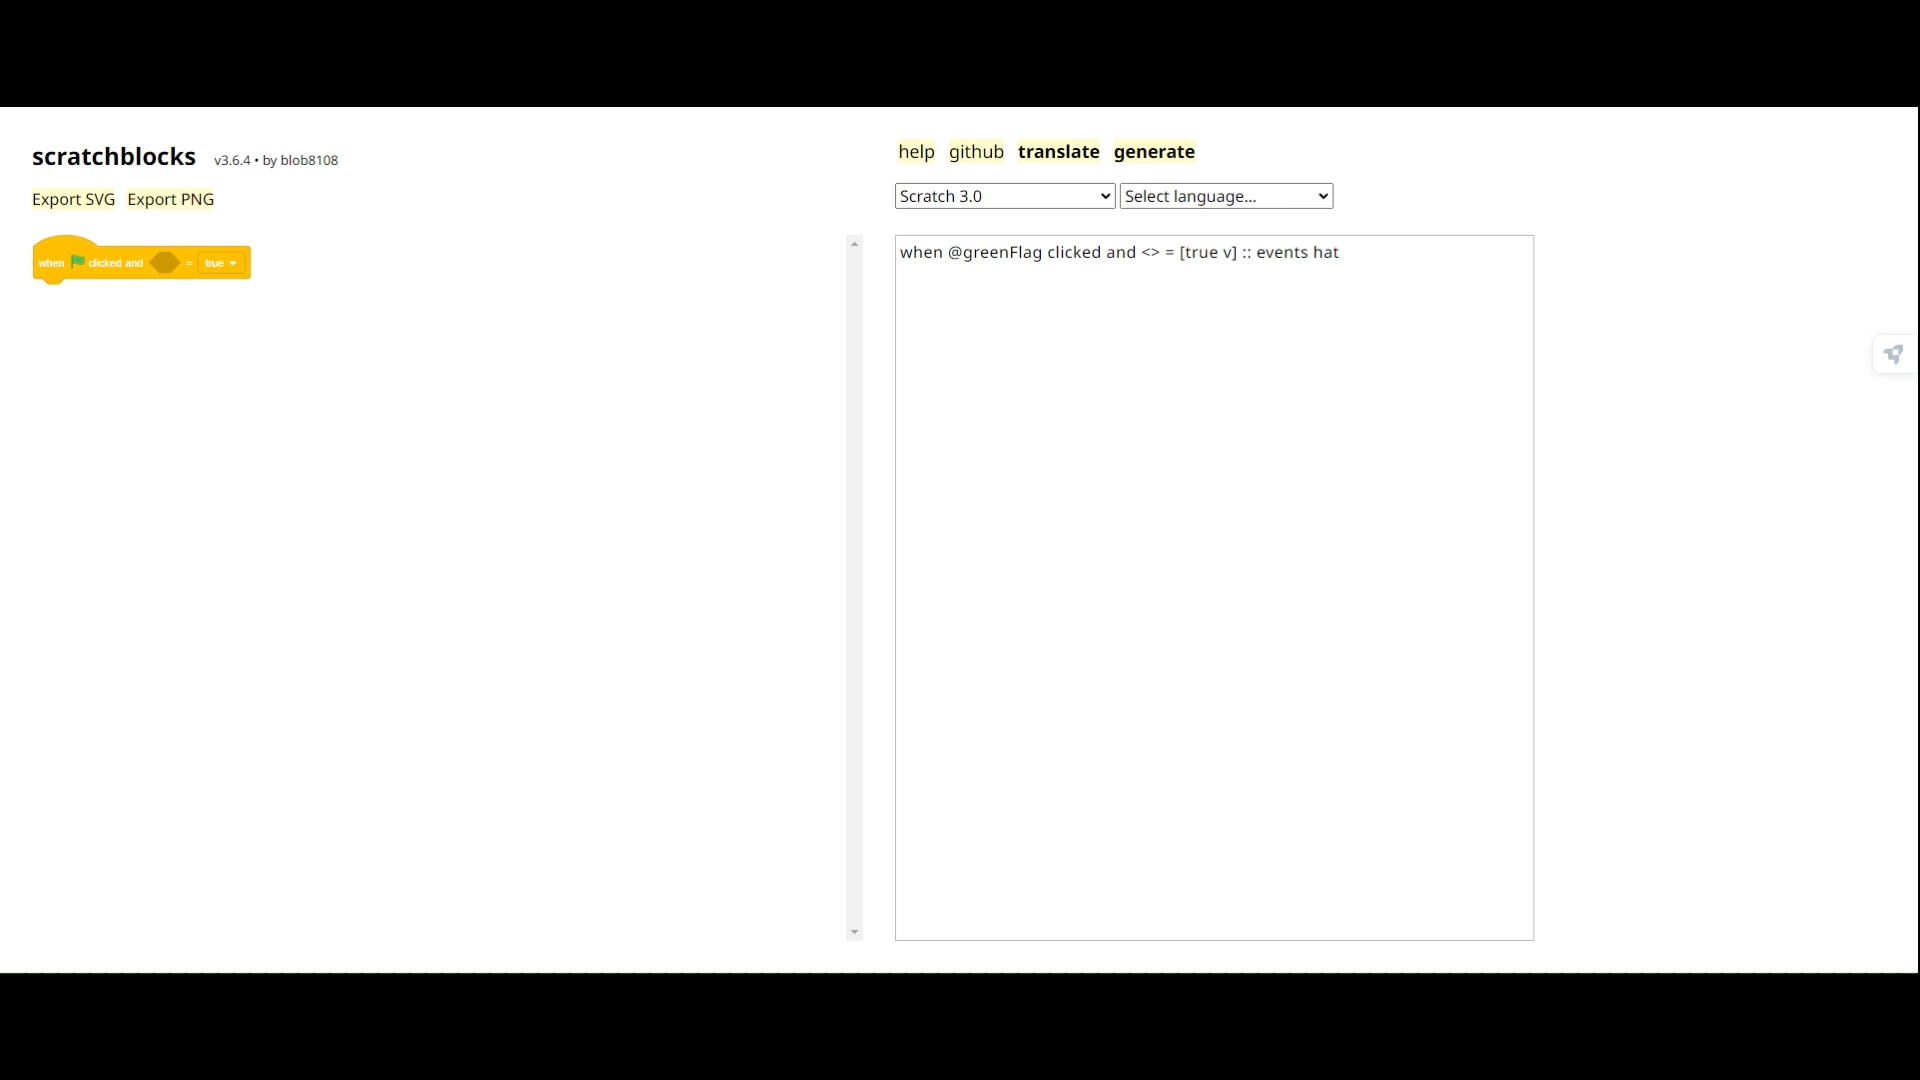 scratchblocks v3.6.4 • by blob8108
help github translate generate
Export SVG Export PNG
Scratch 3.0 Select language...
when clicked and = true
when @greenFlag clicked and <> = [true v] :: events hat